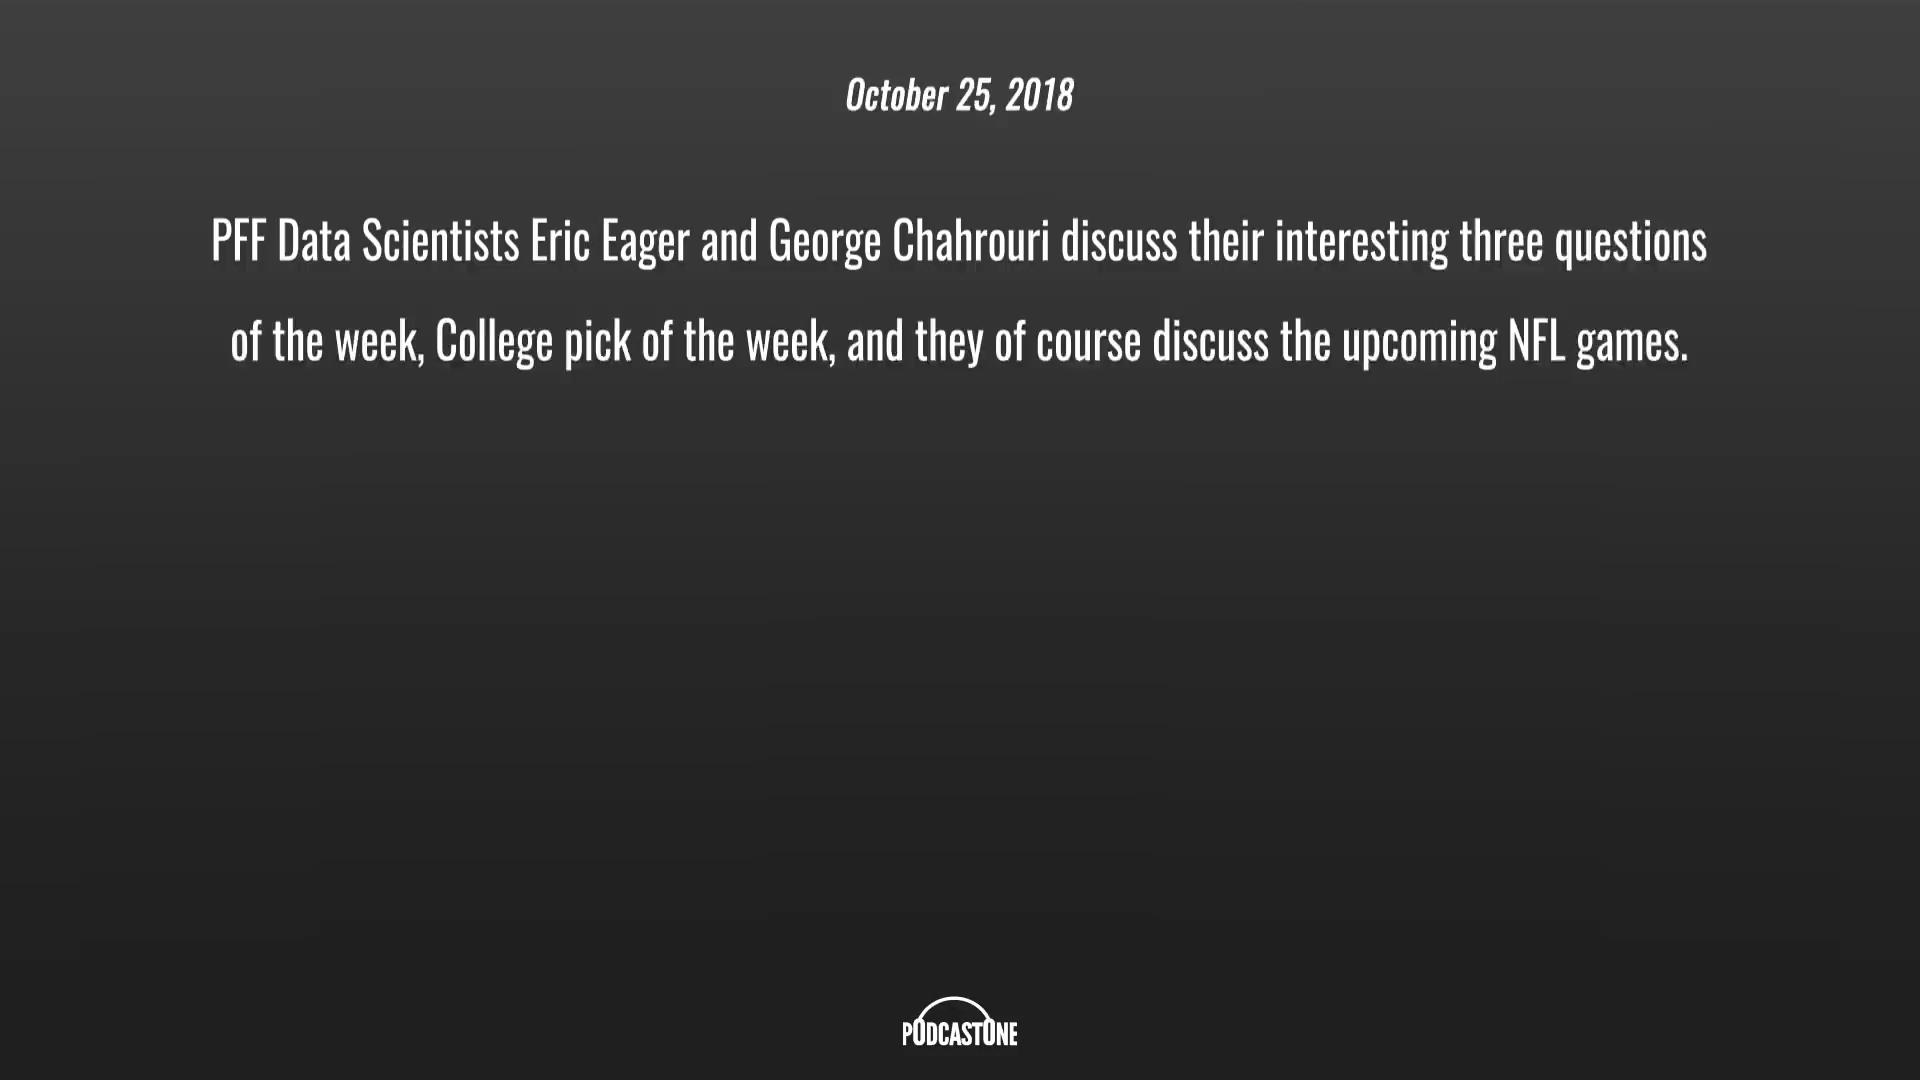 October 25, 2018
PFF Data Scientists Eric Eager and George Chahrouri discuss their interesting three questions
of the week, College pick of the week, and they of course discuss the upcoming NFL games.
PODCASTONE